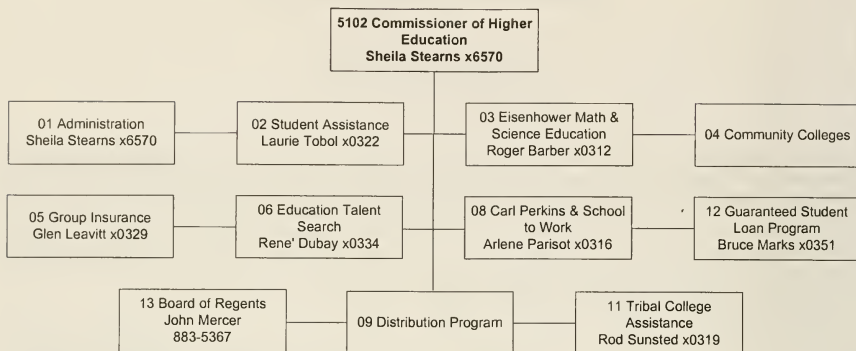 5102 Commissioner of Higher
Education
Sheila Stearns x6570
01 Administration
Sheila Stearns x6570
02 Student Assistance
Laurie Tobol x0322
03 Eisenhower Math &
Science Education
Roger Barber x0312
04 Community Colleges
05 Group Insurance
Glen Leavitt x0329
06 Education Talent
Search
Rene' Dubay x0334
08 Carl Perkins & School
to Work
Arlene Parisot x0316
12 Guaranteed Student
Loan Program
Bruce Marks x0351
13 Board of Regents
John Mercer
883-5367
09 Distribution Program
11 Tribal College
Assistance
Rod Sunsted x0319